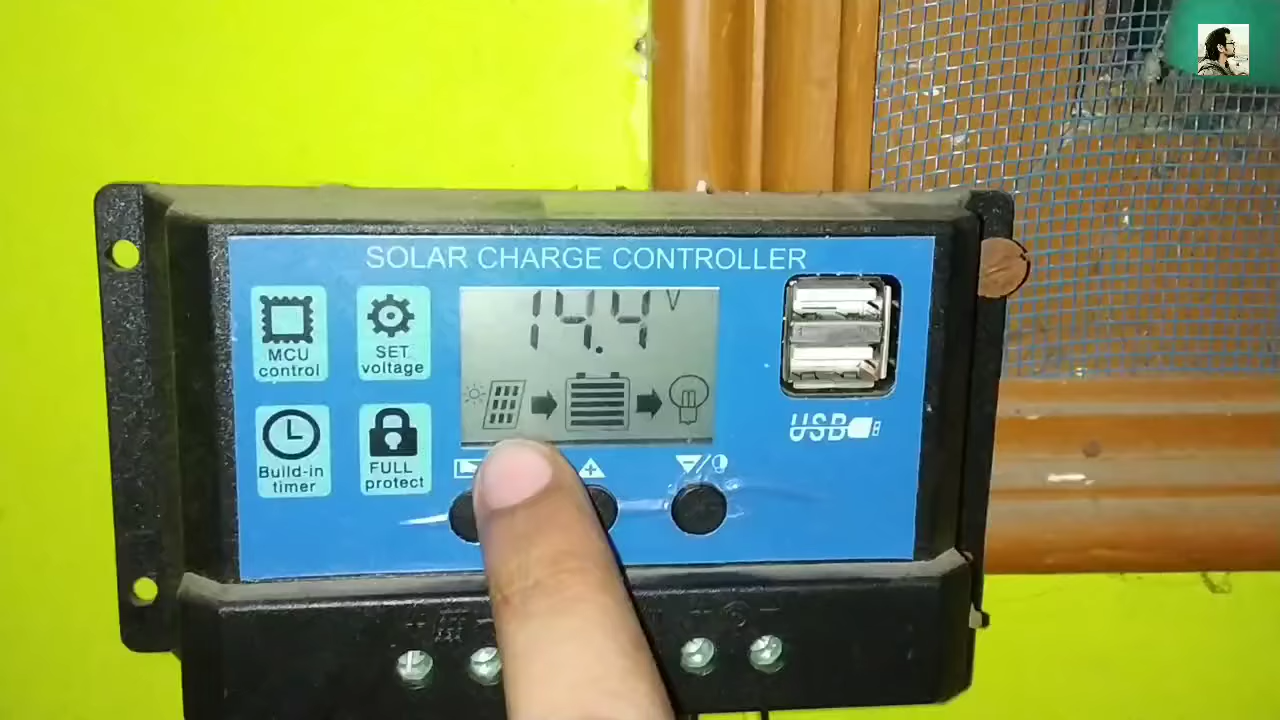 SOLAR CHARGE CONTROLLER
14.4 V
MCU
control
SET
voltage
Build-in
timer
FULL
protect
USB